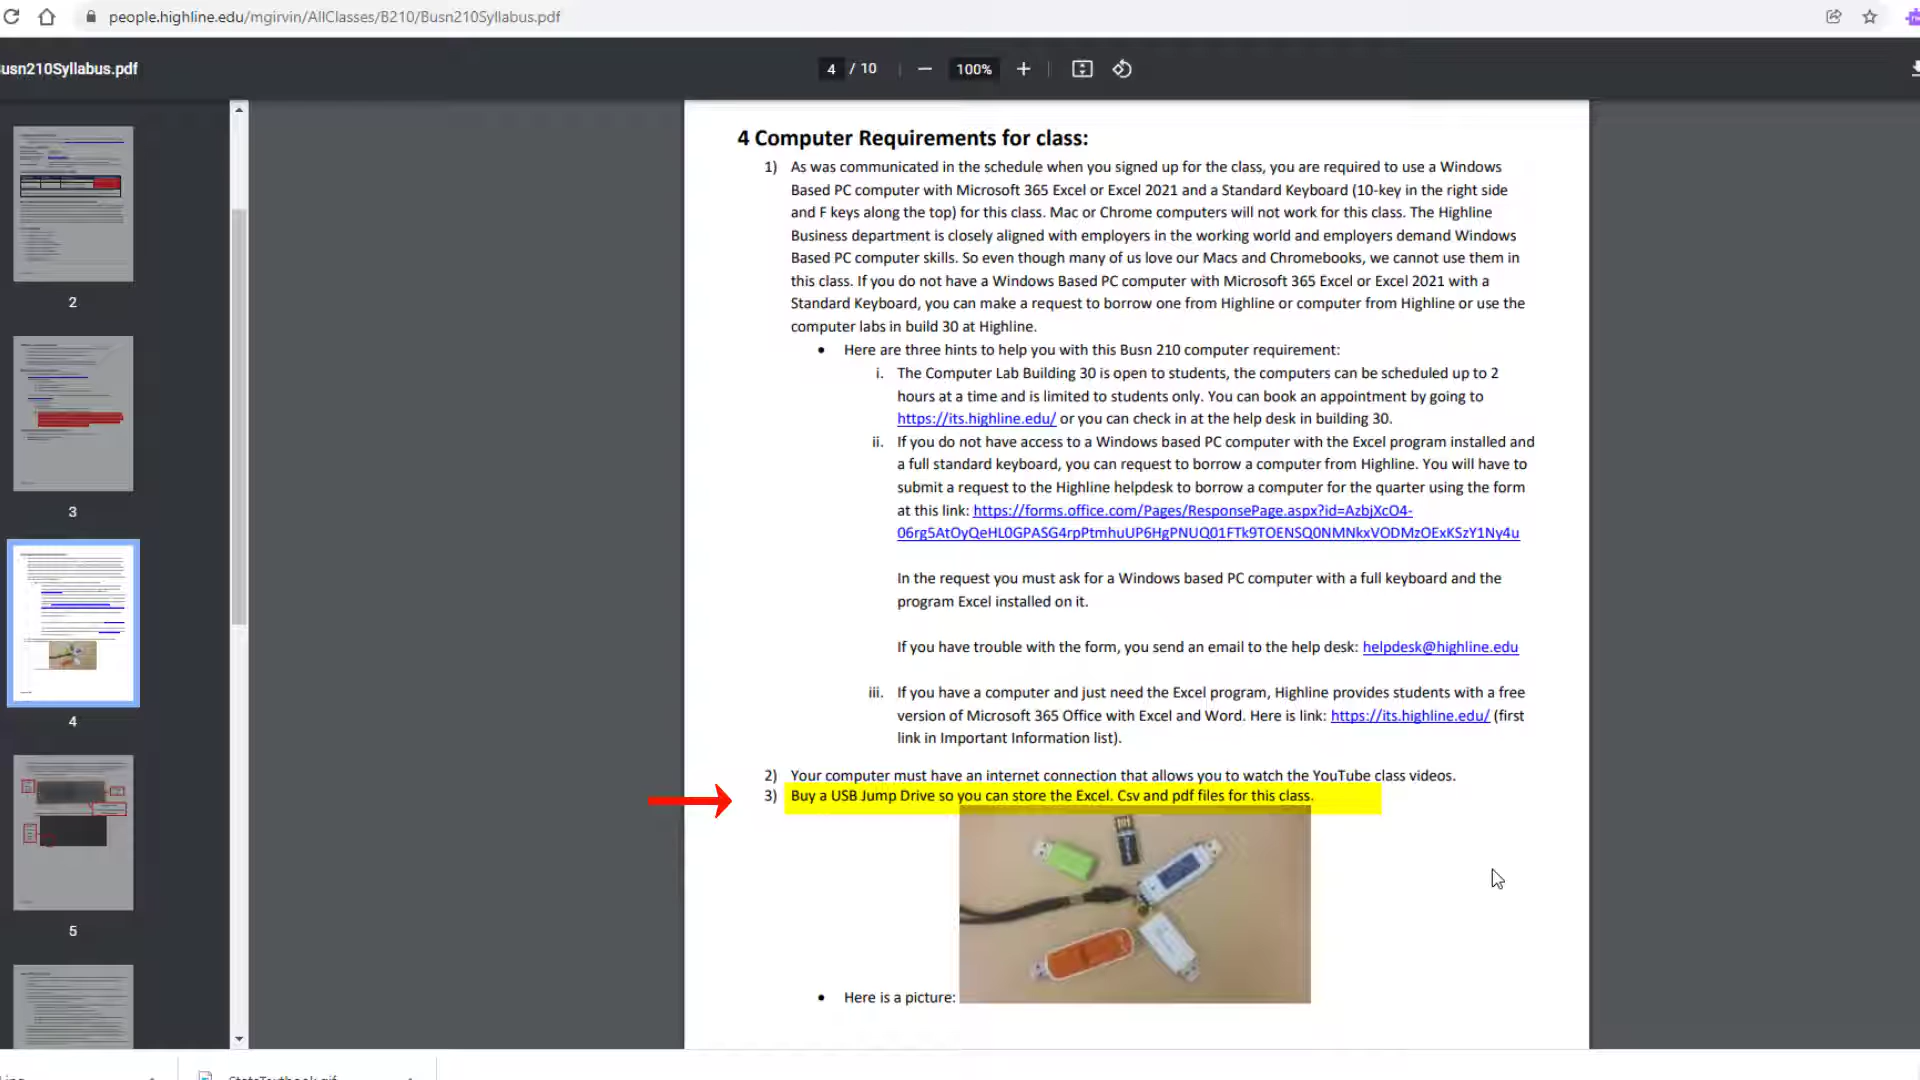 people.highline.edu/mgirvin/AllClasses/B210/Busn210Syllabus.pdf
usn210Syllabus.pdf
4 / 10
100%
2
3
4
5
4 Computer Requirements for class:
1) As was communicated in the schedule when you signed up for the class, you are required to use a Windows
Based PC computer with Microsoft 365 Excel or Excel 2021 and a Standard Keyboard (10-key in the right side
and F keys along the top) for this class. Mac or Chrome computers will not work for this class. The Highline
Business department is closely aligned with employers in the working world and employers demand Windows
Based PC computer skills. So even though many of us love our Macs and Chromebooks, we cannot use them in
this class. If you do not have a Windows Based PC computer with Microsoft 365 Excel or Excel 2021 with a
Standard Keyboard, you can make a request to borrow one from Highline or computer from Highline or use the
computer labs in build 30 at Highline.
• Here are three hints to help you with this Busn 210 computer requirement:
i. The Computer Lab Building 30 is open to students, the computers can be scheduled up to 2
hours at a time and is limited to students only. You can book an appointment by going to
https://its.highline.edu/ or you can check in at the help desk in building 30.
ii. If you do not have access to a Windows based PC computer with the Excel program installed and
a full standard keyboard, you can request to borrow a computer from Highline. You will have to
submit a request to the Highline helpdesk to borrow a computer for the quarter using the form
at this link: https://forms.office.com/Pages/ResponsePage.aspx?id=AzbjXcO4-
06rg5AtOyQeHL0GPASG4rpPtmhuUP6HgPNUQ01FTk9TOENSQ0NMNkxVODMzOExKSzY1Ny4u
In the request you must ask for a Windows based PC computer with a full keyboard and the
program Excel installed on it.
If you have trouble with the form, you send an email to the help desk: helpdesk@highline.edu
iii. If you have a computer and just need the Excel program, Highline provides students with a free
version of Microsoft 365 Office with Excel and Word. Here is link: https://its.highline.edu/ (first
link in Important Information list).
2) Your computer must have an internet connection that allows you to watch the YouTube class videos.
3) Buy a USB Jump Drive so you can store the Excel. Csv and pdf files for this class.
• Here is a picture: